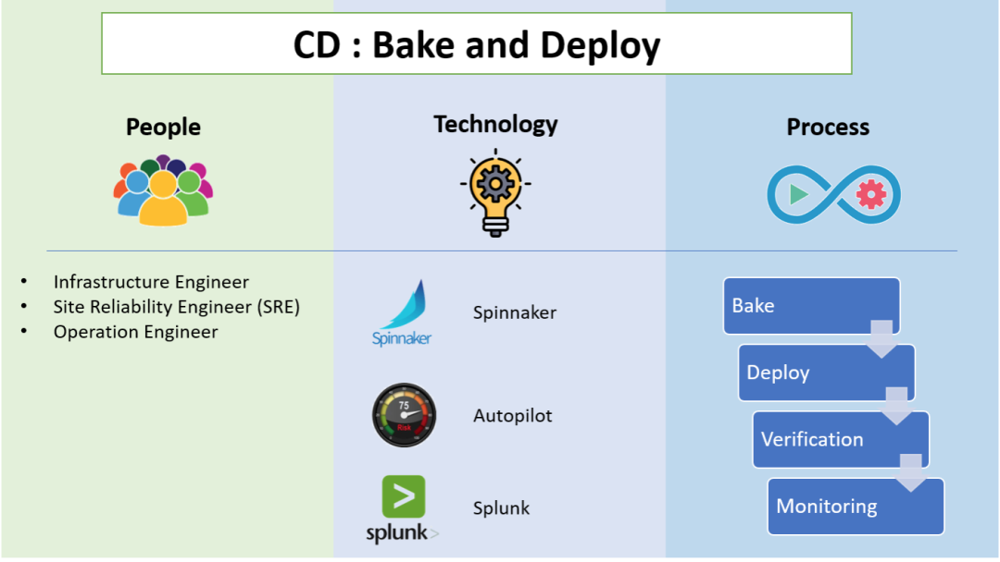 CD : Bake and Deploy
People
Technology
Process
• Infrastructure Engineer
• Site Reliability Engineer (SRE)
• Operation Engineer
Spinnaker
Spinnaker
75
Risk
Autopilot
splunk>
Splunk
Bake
Deploy
Verification
Monitoring